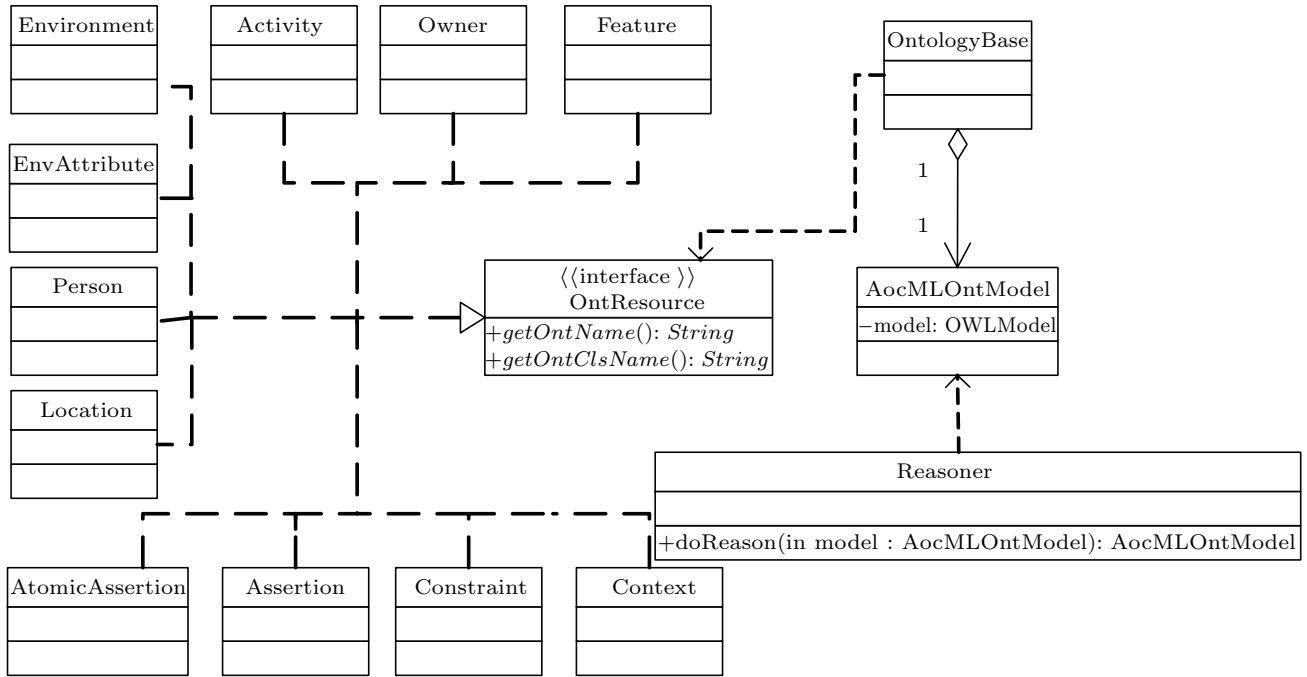 Environment
Activity
Owner
Feature
OntologyBase
EnvAttribute
1
1
Person
⟨⟨interface ⟩⟩
OntResource
+getOntName(): String
+getOntClsName(): String
AocMLOntModel
−model: OWLModel
Location
Reasoner
+doReason(in model : AocMLOntModel): AocMLOntModel
AtomicAssertion
Assertion
Constraint
Context